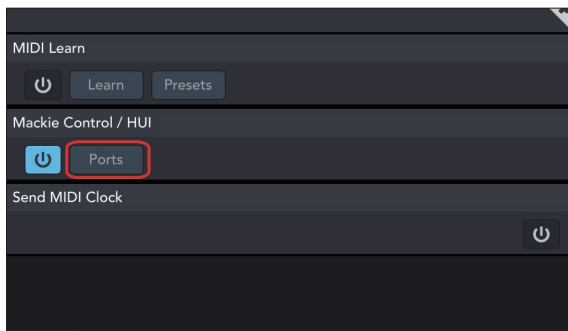 MIDI Learn
Learn Presets
Mackie Control / HUI
Ports
Send MIDI Clock